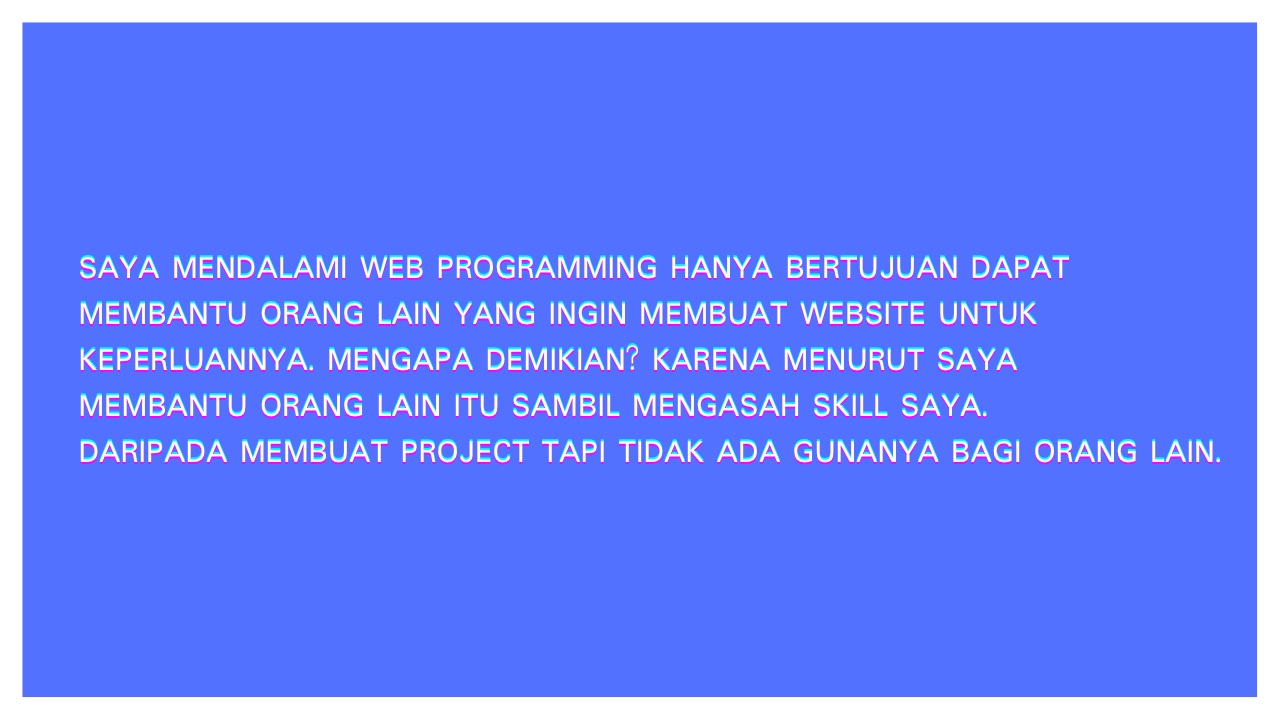 SAYA MENDALAMI WEB PROGRAMMING HANYA BERTUJUAN DAPAT
MEMBANTU ORANG LAIN YANG INGIN MEMBUAT WEBSITE UNTUK
KEPERLUANNYA. MENGAPA DEMIKIAN? KARENA MENURUT SAYA
MEMBANTU ORANG LAIN ITU SAMBIL MENGASAH SKILL SAYA.
DARIPADA MEMBUAT PROJECT TAPI TIDAK ADA GUNANYA BAGI ORANG LAIN.